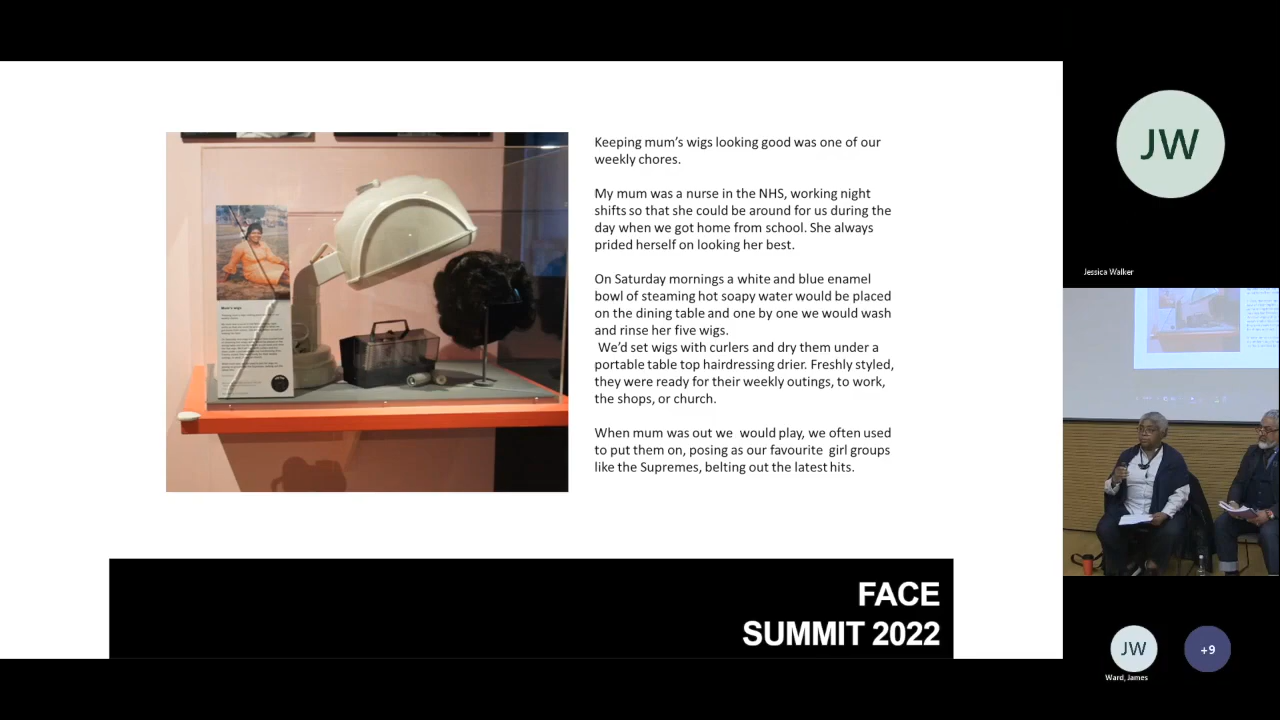 Keeping mum's wigs looking good was one of our
weekly chores.
My mum was a nurse in the NHS, working night
shifts so that she could be around for us during the
day when we got home from school. She always
prided herself on looking her best.
On Saturday mornings a white and blue enamel
bowl of steaming hot soapy water would be placed
on the dining table and one by one we would wash
and rinse her five wigs.
We'd set wigs with curlers and dry them under a
portable table top hairdressing drier. Freshly styled,
they were ready for their weekly outings, to work,
the shops, or church.
When mum was out we would play, we often used
to put them on, posing as our favourite girl groups
like the Supremes, belting out the latest hits.
FACE
SUMMIT 2022
JW
Jessica Walker
JW
Ward, James
+9